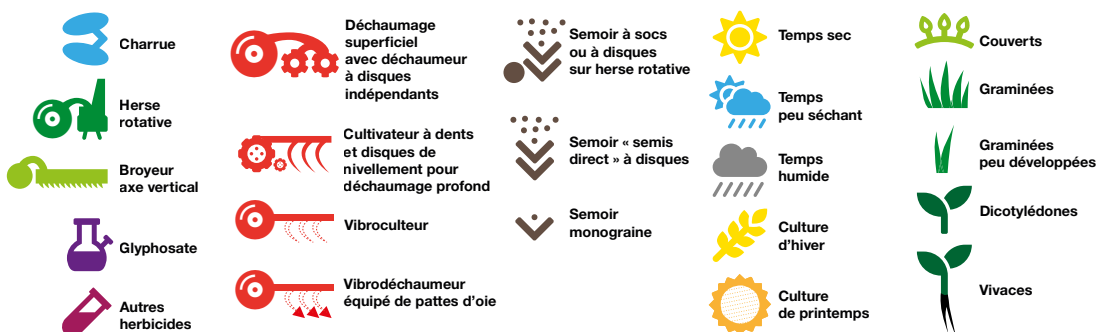 Charrue
Herse
rotative
Broyeur
axe vertical
Glyphosate
Autres
herbicides
Déchaumage
superficiel
avec déchaumeur
à disques
indépendants
Cultivateur à dents
et disques de
nivellement pour
déchaumage profond
Vibroculteur
Vibrodéchaumeur
équipé de pattes d’oie
Semoir à socs
ou à disques
sur herse rotative
Semoir « semis
direct » à disques
Semoir
monograine
Temps sec
Temps
peu séchant
Temps
humide
Culture
d’hiver
Culture
de printemps
Couverts
Graminées
Graminées
peu développées
Dicotylédones
Vivaces